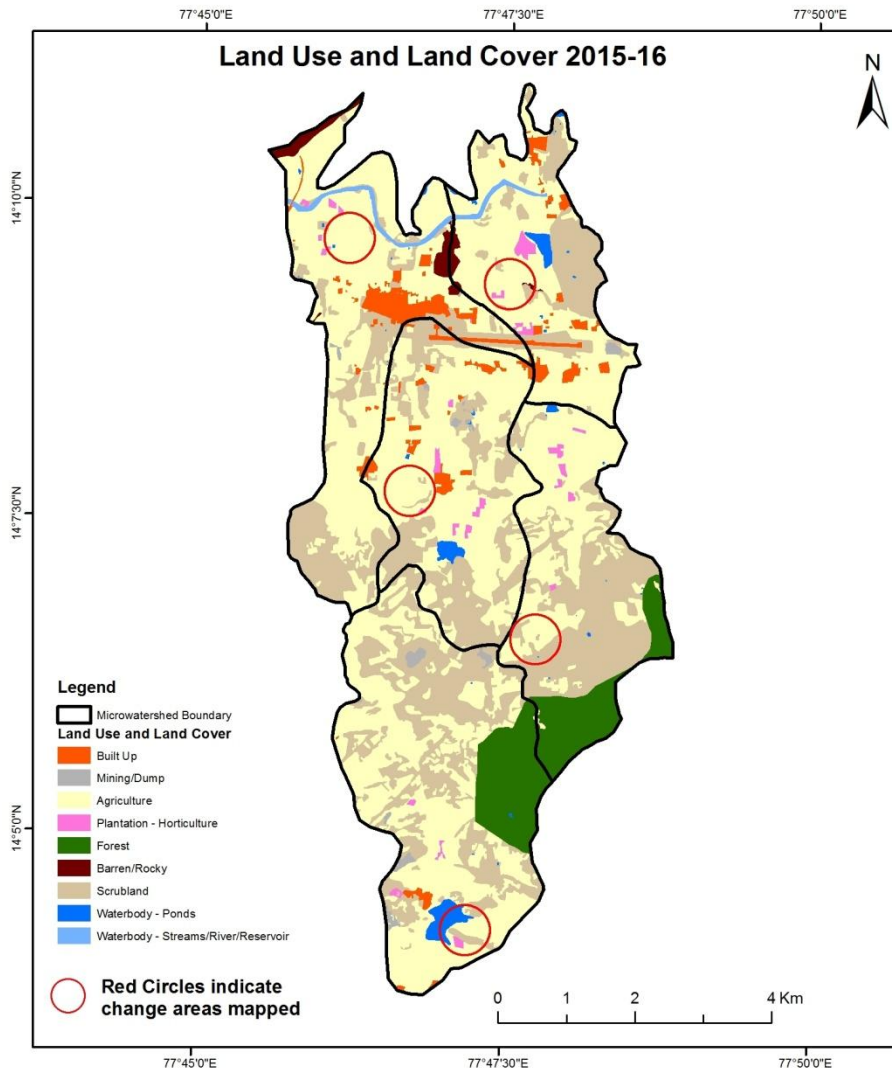 77°45'0"E 77°47'30"E 77°50'0"E
Land Use and Land Cover 2015-16
N
14°10'0"N
14°7'30"N
14°5'0"N
Legend
Microwatershed Boundary
Land Use and Land Cover
Built Up
Mining/Dump
Agriculture
Plantation - Horticulture
Forest
Barren/Rocky
Scrubland
Waterbody - Ponds
Waterbody - Streams/River/Reservoir
Red Circles indicate
change areas mapped
0 1 2 4 Km
77°45'0"E 77°47'30"E 77°50'0"E